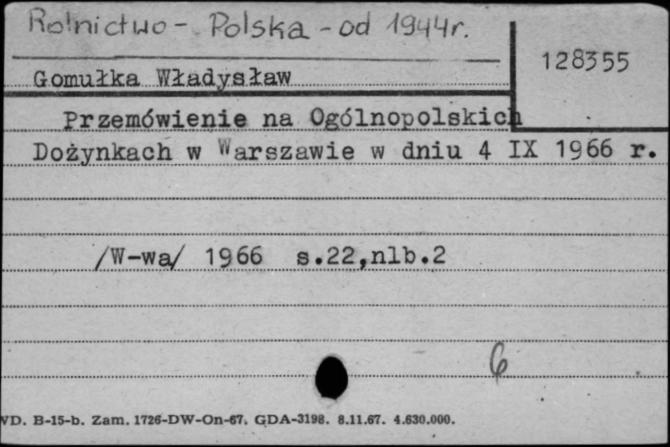 Rolnictwo - Polska - od 1944r.
128355
Gomułka Władysław
Przemówienie na Ogólnopolskich
Dożynkach w Warszawie w dniu 4 IX 1966 r.
/W-wa/ 1966 s.22,nlb.2
6
VD. B-15-b. Zam. 1726-DW-On-67. GDA-3198. 8.11.67. 4.630.000.